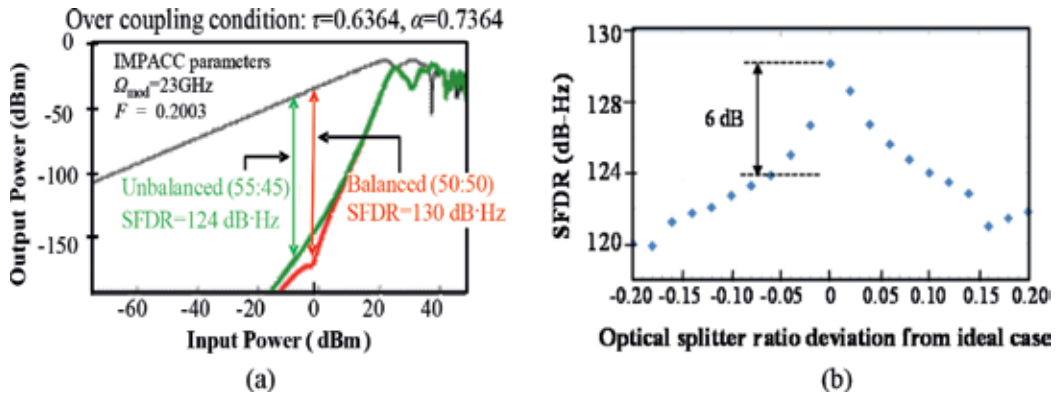 Over coupling condition: τ=0.6364, α=0.7364
0
-50
-100
-150
Output Power (dBm)
IMPACC parameters
Ωmod=23GHz
F = 0.2003
Unbalanced (55:45)
SFDR=124 dB·Hz
Balanced (50:50)
SFDR=130 dB·Hz
-60 -40 -20 0 20 40
Input Power ( dBm)
(a)
130
128
124
120
SFDR (dB-Hz)
6 dB
-0.20 -0.15 -0.10 -0.05 0 0.05 0.10 0.15 0.20
Optical splitter ratio deviation from ideal case
(b)